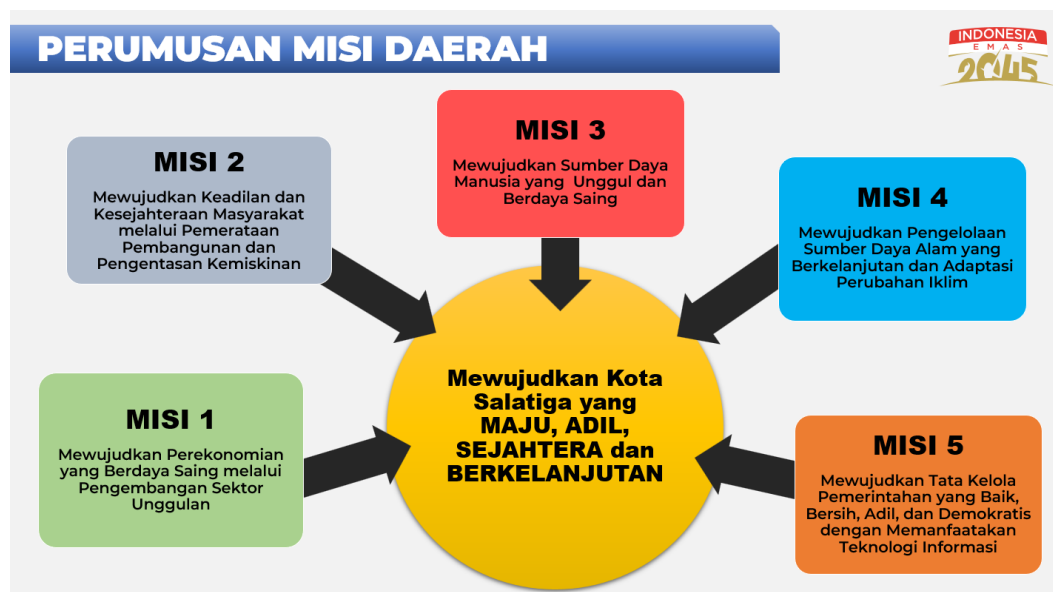 PERUMUSAN MISI DAERAH
INDONESIA
EMAS
2045
MISI 3
Mewujudkan Sumber Daya
Manusia yang Unggul dan
Berdaya Saing
MISI 2
Mewujudkan Keadilan dan
Kesejahteraan Masyarakat
melalui Pemerataan
Pembangunan dan
Pengentasan Kemiskinan
MISI 4
Mewujudkan Pengelolaan
Sumber Daya Alam yang
Berkelanjutan dan Adaptasi
Perubahan Iklim
Mewujudkan Kota
Salatiga yang
MAJU, ADIL,
SEJAHTERA dan
BERKELANJUTAN
MISI 1
Mewujudkan Perekonomian
yang Berdaya Saing melalui
Pengembangan Sektor
Unggulan
MISI 5
Mewujudkan Tata Kelola
Pemerintahan yang Baik,
Bersih, Adil, dan Demokratis
dengan Memanfaatakan
Teknologi Informasi